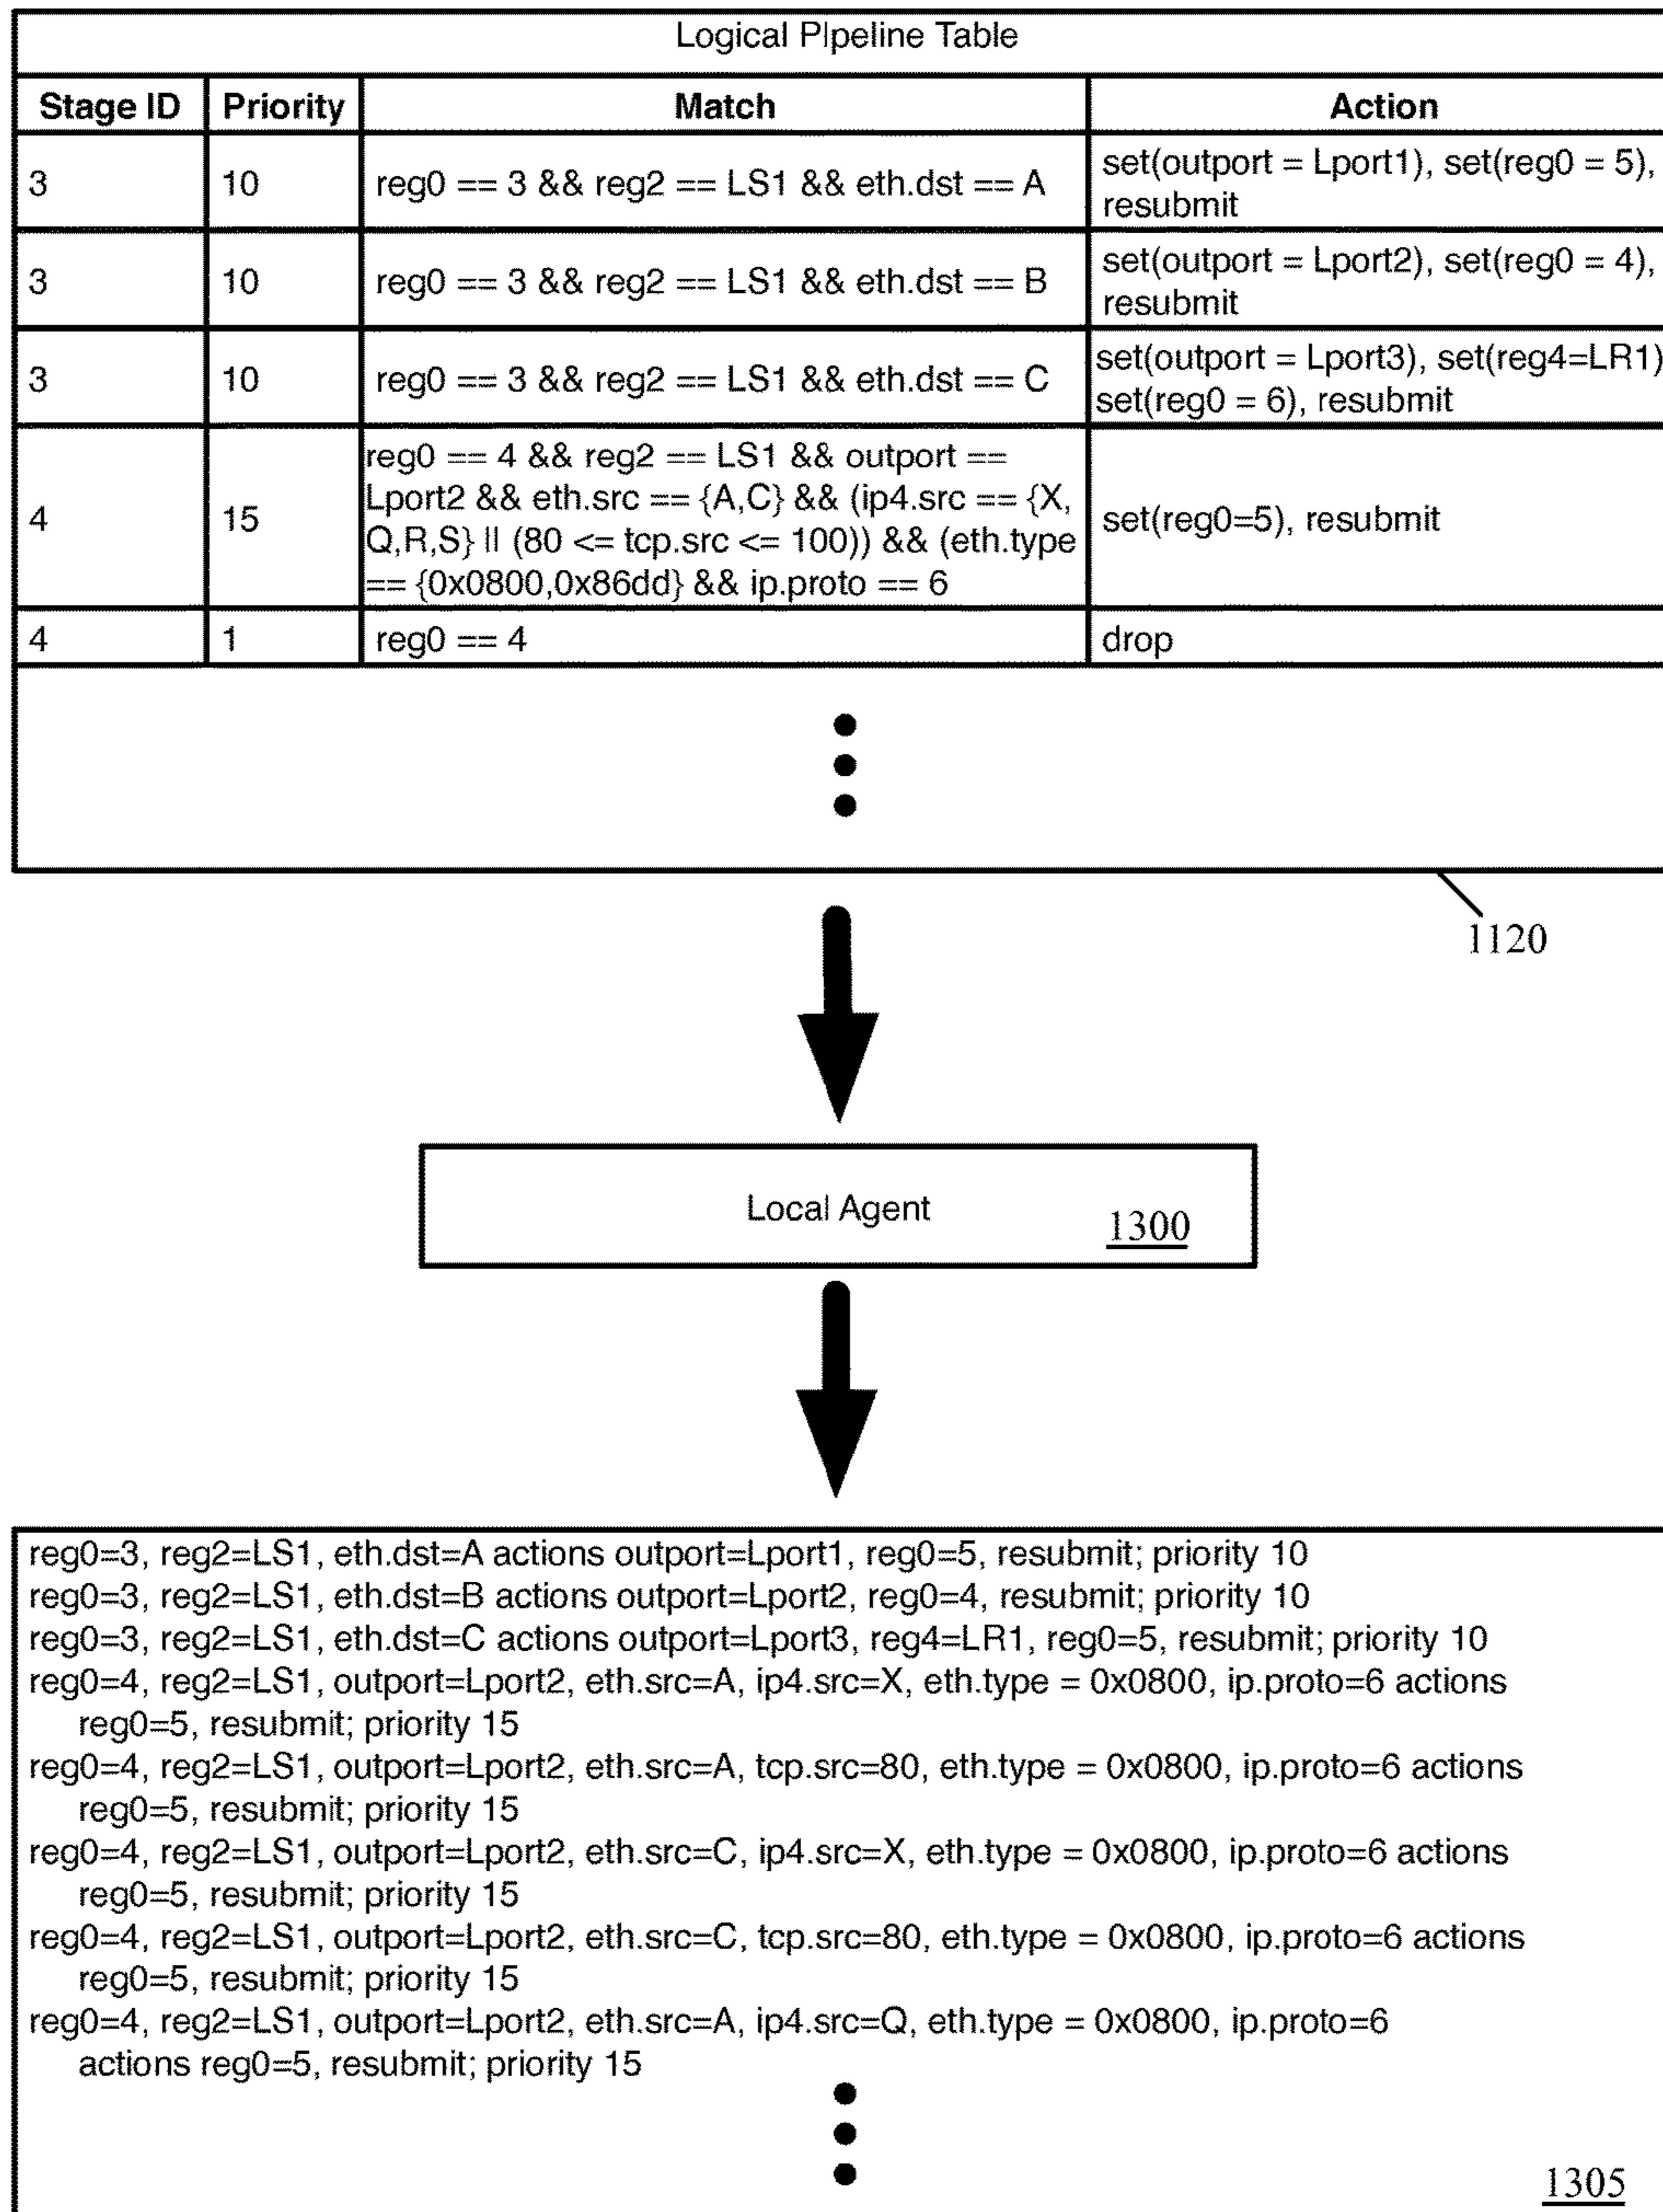 Logical Pipeline Table
Stage ID Priority Match Action
3 10 reg0 == 3 && reg2 == LS1 && eth.dst == A set(outport = Lport1), set(reg0 = 5),
resubmit
3 10 reg0 == 3 && reg2 == LS1 && eth.dst == B set(outport = Lport2), set(reg0 = 4),
resubmit
3 10 reg0 == 3 && reg2 == LS1 && eth.dst == C set(outport = Lport3), set(reg4=LR1)
set(reg0 = 6), resubmit
reg0 == 4 && reg2 == LS1 && outport ==
Lport2 && eth.src == {A,C} && (ip4.src == {X,
4 15 Q,R,S} || (80 <= tcp.src <= 100)) && (eth.type set(reg0=5), resubmit
== {0x0800,0x86dd} && ip.proto == 6
4 1 reg0 == 4 drop
1120
Local Agent 1300
reg0=3, reg2=LS1, eth.dst=A actions outport=Lport1, reg0=5, resubmit; priority 10
reg0=3, reg2=LS1, eth.dst=B actions outport=Lport2, reg0=4, resubmit; priority 10
reg0=3, reg2=LS1, eth.dst=C actions outport=Lport3, reg4=LR1, reg0=5, resubmit; priority 10
reg0=4, reg2=LS1, outport=Lport2, eth.src=A, ip4.src=X, eth.type = 0x0800, ip.proto=6 actions
reg0=5, resubmit; priority 15
reg0=4, reg2=LS1, outport=Lport2, eth.src=A, tcp.src=80, eth.type = 0x0800, ip.proto=6 actions
reg0=5, resubmit; priority 15
reg0=4, reg2=LS1, outport=Lport2, eth.src=C, ip4.src=X, eth.type = 0x0800, ip.proto=6 actions
reg0=5, resubmit; priority 15
reg0=4, reg2=LS1, outport=Lport2, eth.src=C, tcp.src=80, eth.type = 0x0800, ip.proto=6 actions
reg0=5, resubmit; priority 15
reg0=4, reg2=LS1, outport=Lport2, eth.src=A, ip4.src=Q, eth.type = 0x0800, ip.proto=6
actions reg0=5, resubmit; priority 15
1305